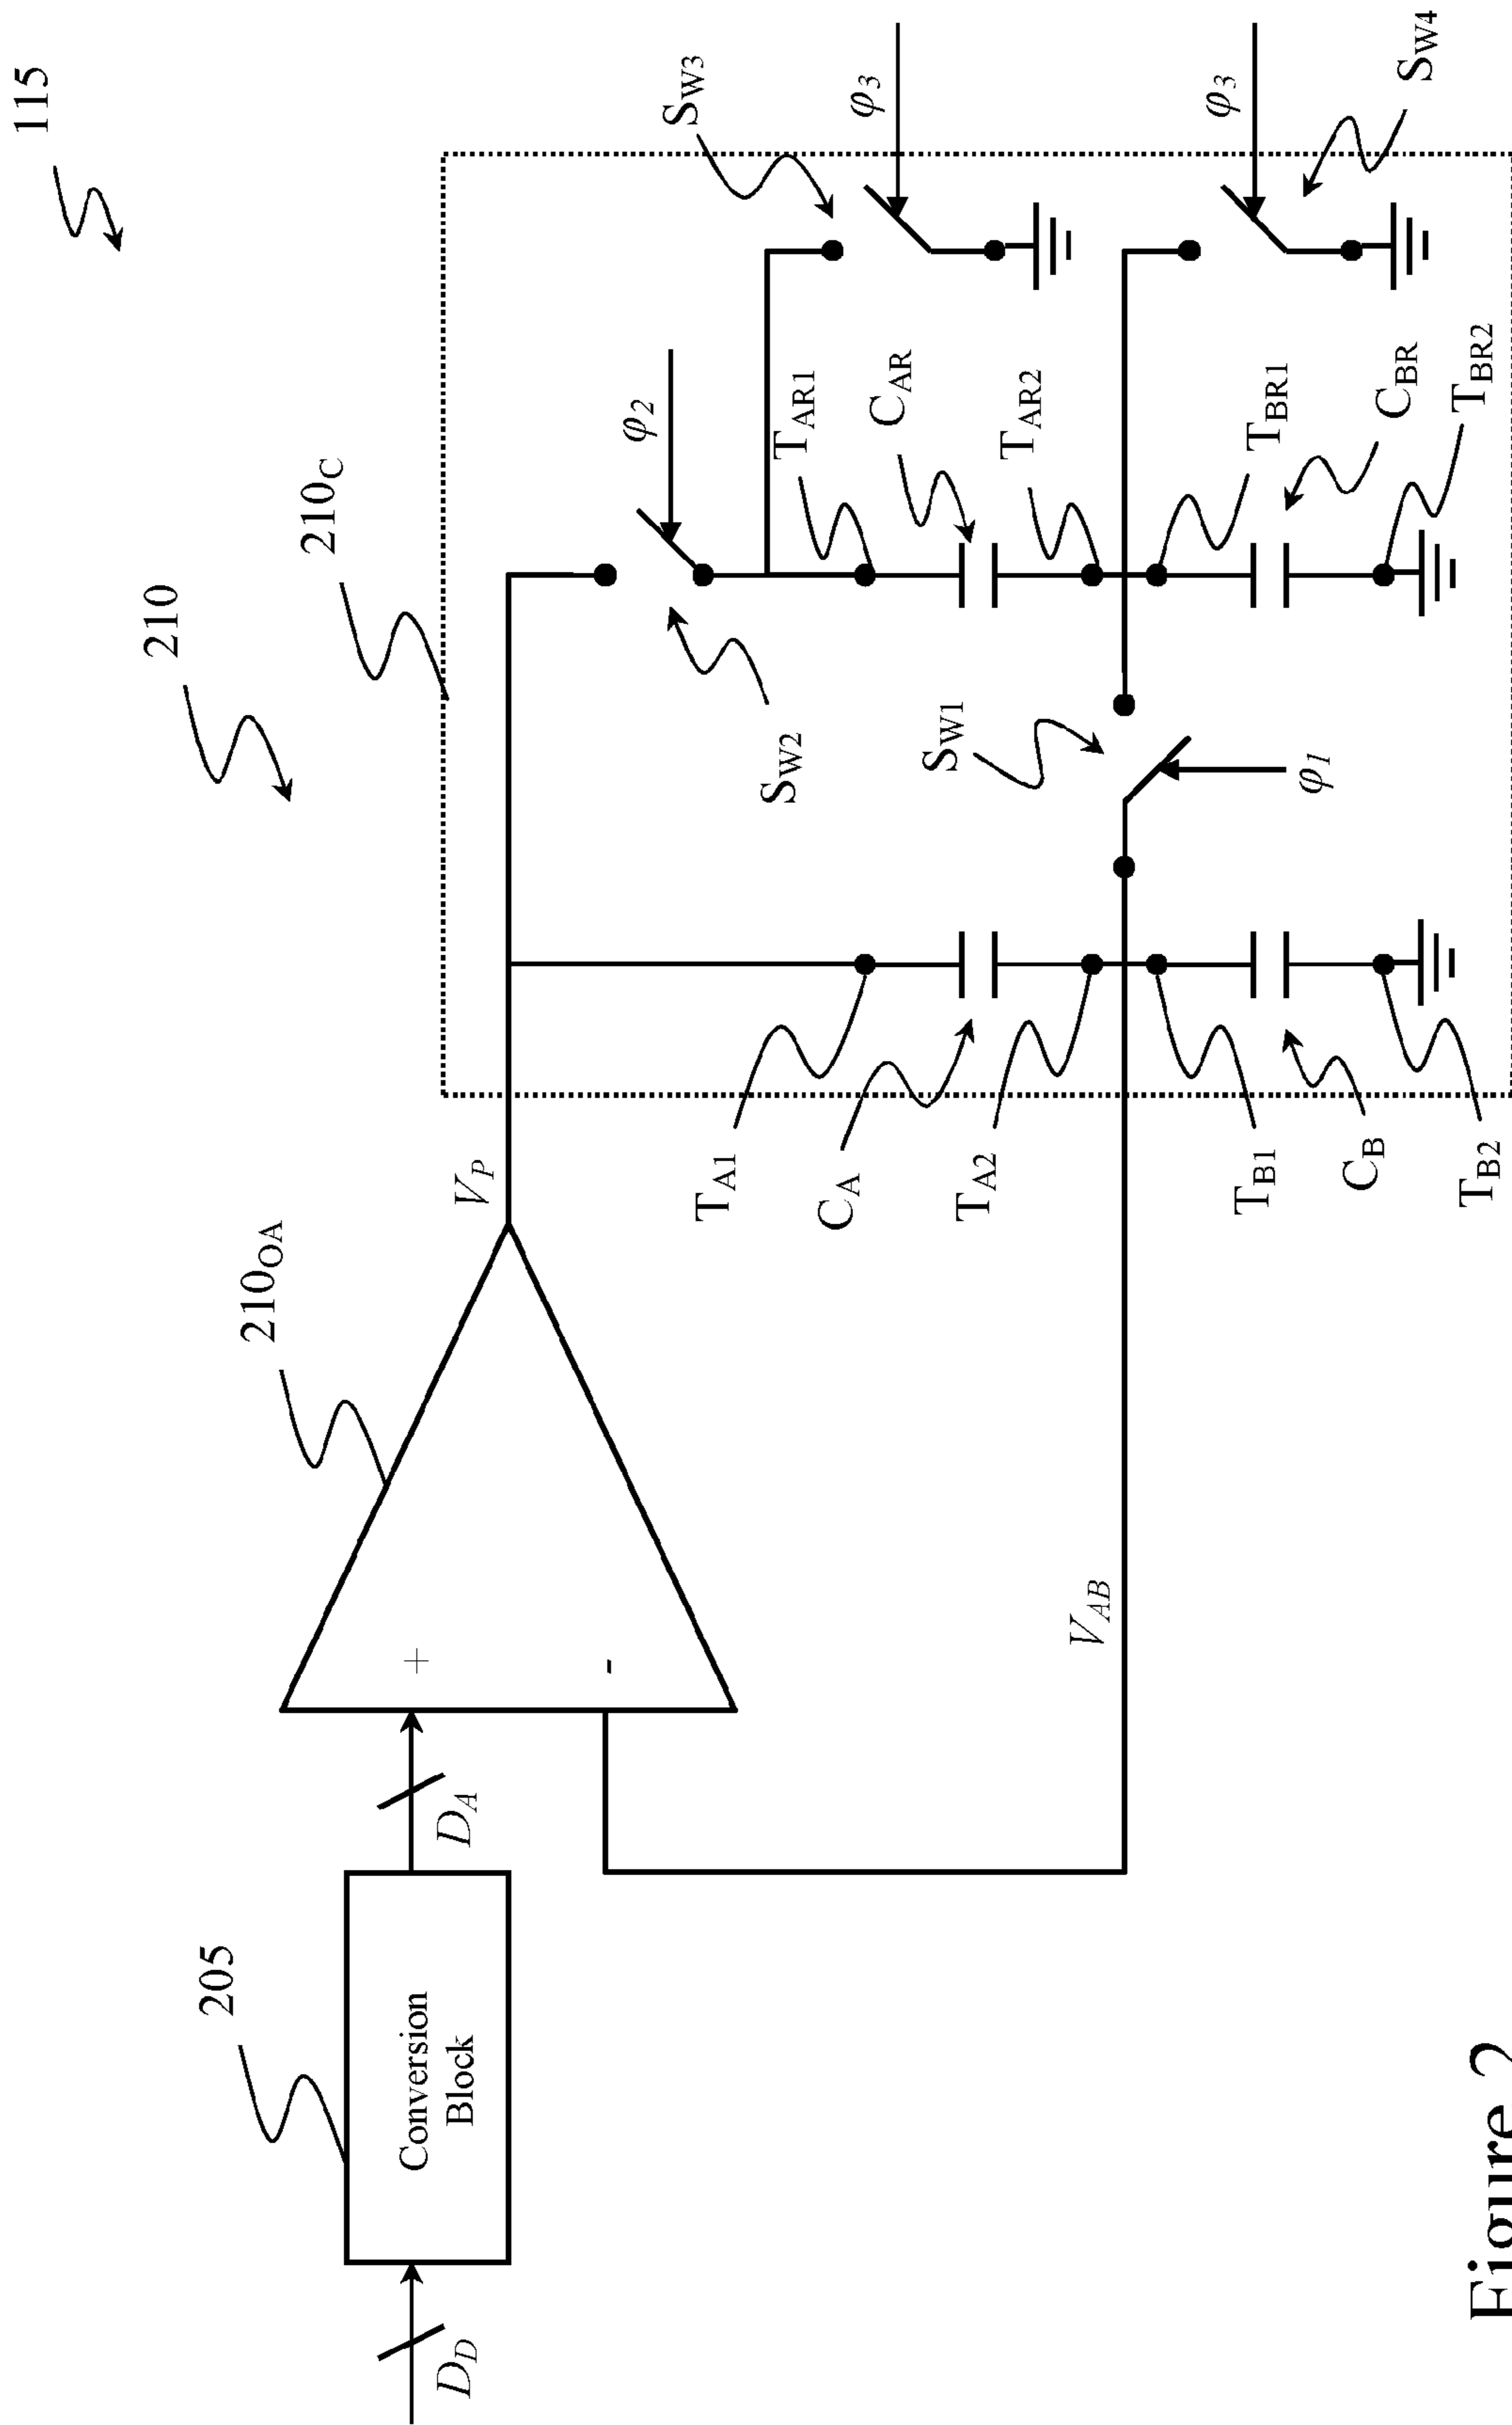 115
210
210C
210OA
205
DD
Conversion
Block
DA
+
-
VP
VAB
TA1
CA
TA2
TB1
CB
TB2
SW1
φ1
SW2
φ2
TAR1
CAR
TAR2
TBR1
CBR
TBR2
SW3
φ3
φ3
SW4
Figure 2